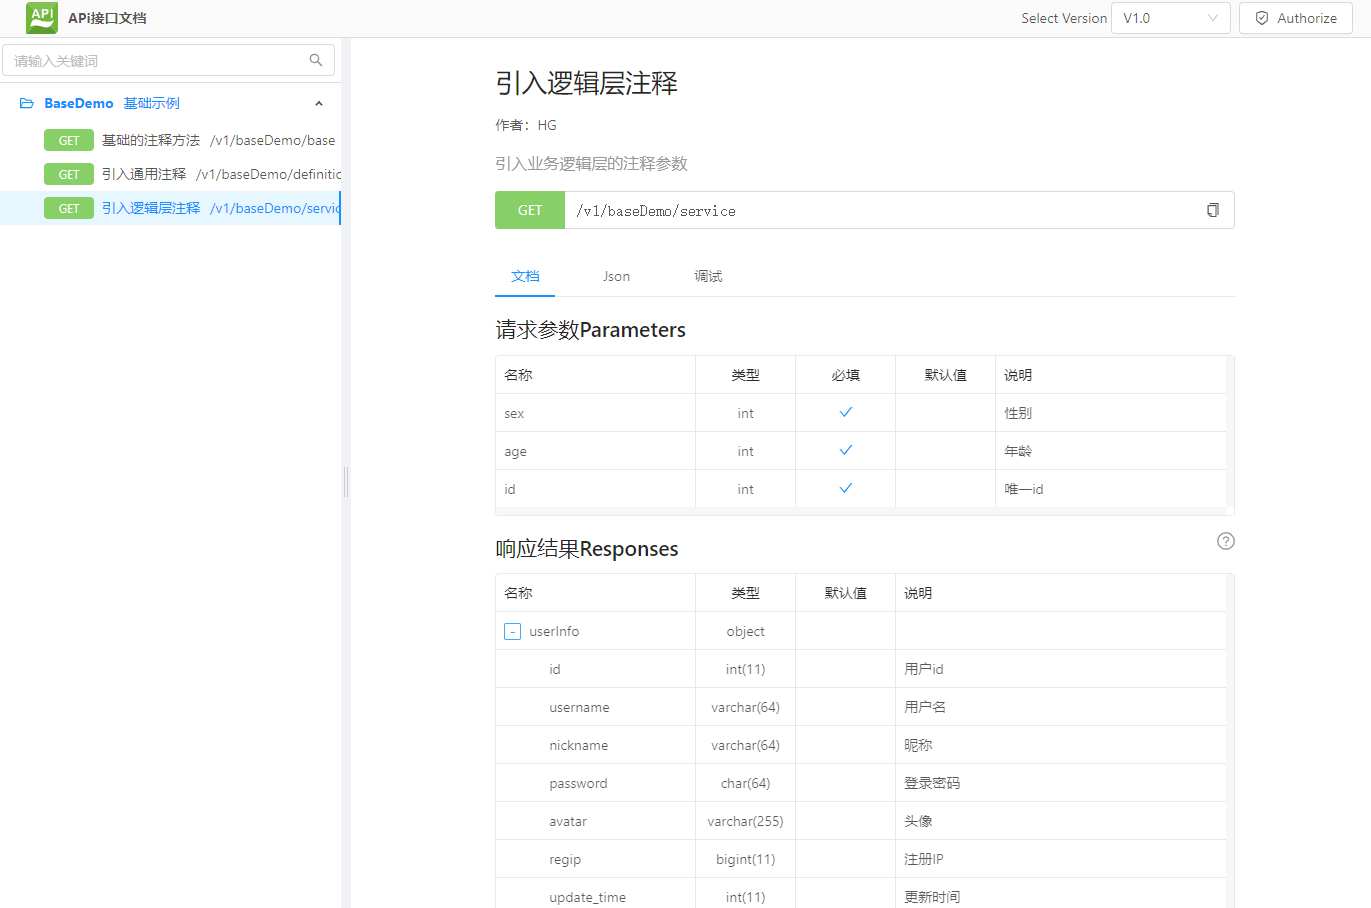 API APi接口文档 Select Version V1.0 Authorize
请输入关键词
BaseDemo 基础示例
GET 基础的注释方法 /v1/baseDemo/base
GET 引入通用注释 /v1/baseDemo/definitio
GET 引入逻辑层注释 /v1/baseDemo/servic
引入逻辑层注释
作者：HG
引入业务逻辑层的注释参数
GET /v1/baseDemo/service
文档 Json 调试
请求参数Parameters
名称 类型 必填 默认值 说明
sex int 性别
age int 年龄
id int 唯一id
响应结果Responses
名称 类型 默认值 说明
- userInfo object
id int(11) 用户id
username varchar(64) 用户名
nickname varchar(64) 昵称
password char(64) 登录密码
avatar varchar(255) 头像
regip bigint(11) 注册IP
update_time int(11) 更新时间